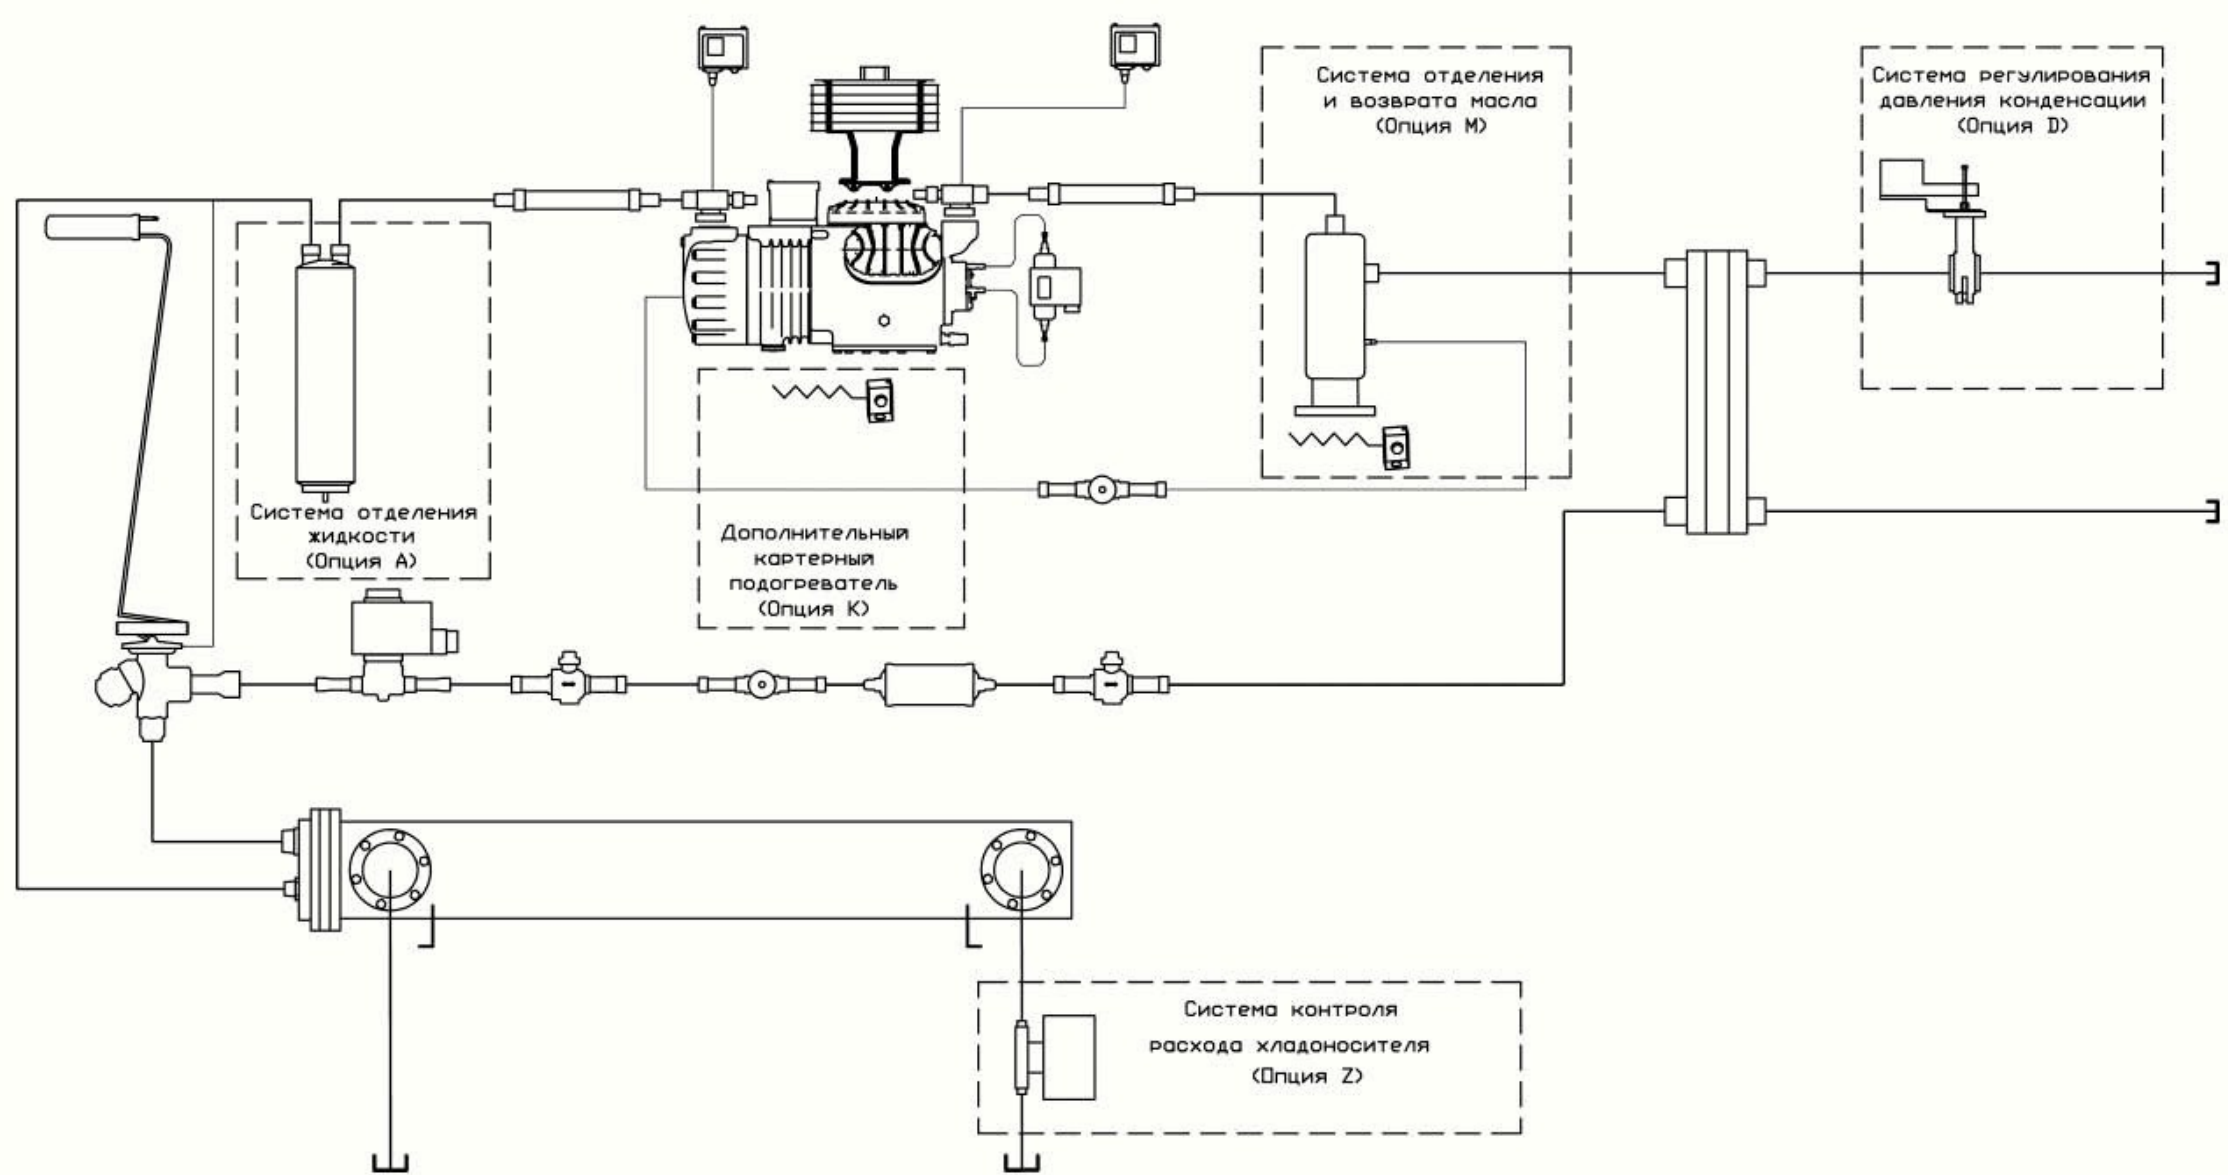 Система отделения
и возврата масла
(Опция М)
Система регулирования
давления конденсации
(Опция D)
Система отделения
жидкости
(Опция А)
Дополнительный
картерный
подогреватель
(Опция К)
Система контроля
расхода хладоносителя
(Опция Z)